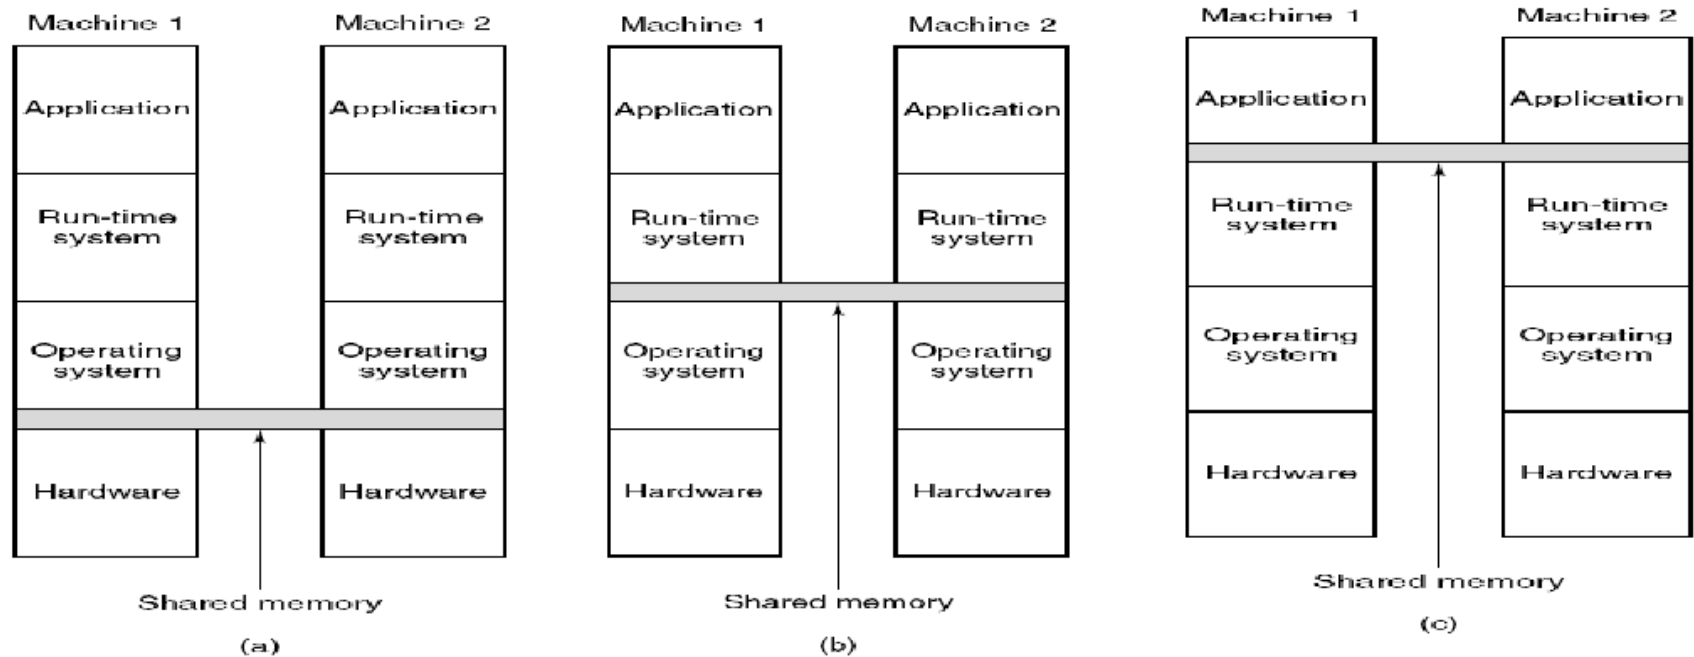 Machine 1
Machine 2
Application
Application
Run-time
system
Run-time
system
Operating
system
Operating
system
Hardware
Hardware
Shared memory
(a)
Machine 1
Machine 2
Application
Application
Run-time
system
Run-time
system
Operating
system
Operating
system
Hardware
Hardware
Shared memory
(b)
Machine 1
Machine 2
Application
Application
Run-time
system
Run-time
system
Operating
system
Operating
system
Hardware
Hardware
Shared memory
(c)